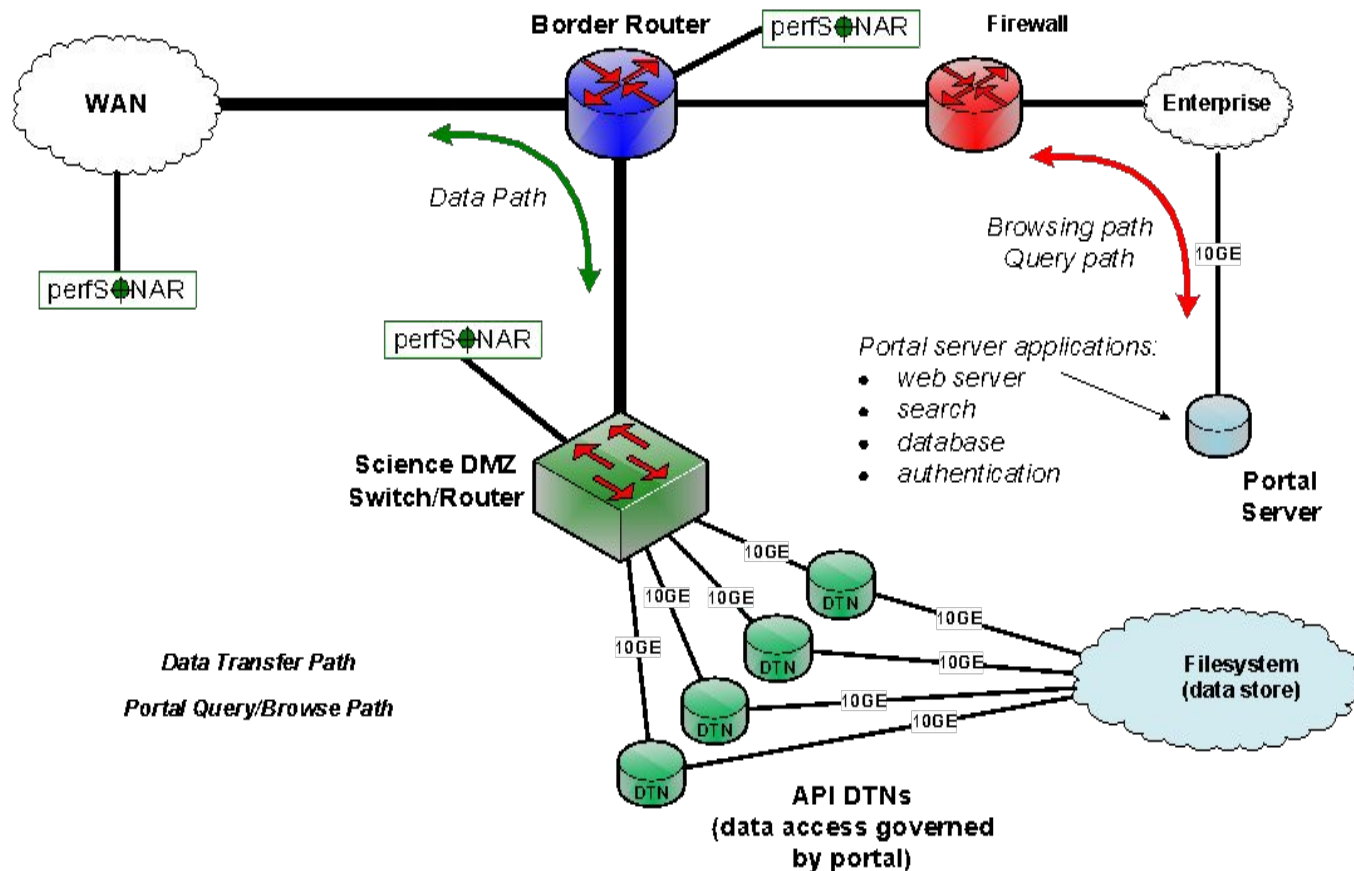 Border Router
perfSONAR
Firewall
WAN
Enterprise
Data Path
Browsing path
Query path
10GE
perfSONAR
perfSONAR
Portal server applications:
• web server
• search
• database
• authentication
Science DMZ
Switch/Router
Portal
Server
10GE
10GE
10GE
10GE
DTN
DTN
DTN
DTN
10GE
10GE
10GE
10GE
Filesystem
(data store)
Data Transfer Path
Portal Query/Browse Path
API DTNs
(data access governed
by portal)